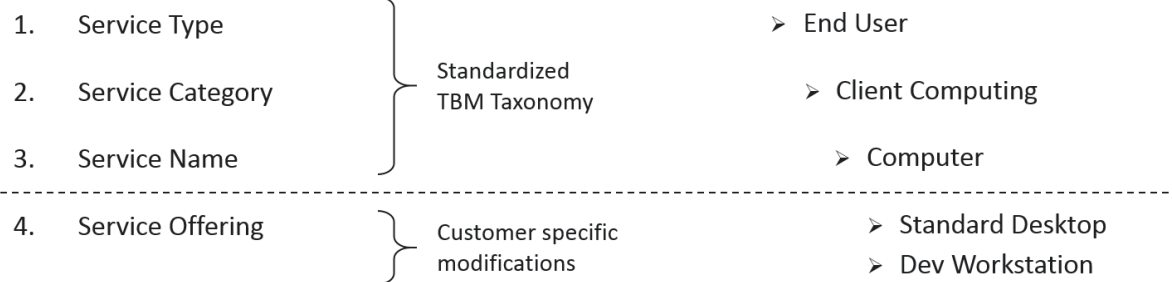 1. Service Type
2. Service Category
3. Service Name
Standardized
TBM Taxonomy
➢ End User
➢ Client Computing
➢ Computer
4. Service Offering
Customer specific
modifications
➢ Standard Desktop
➢ Dev Workstation